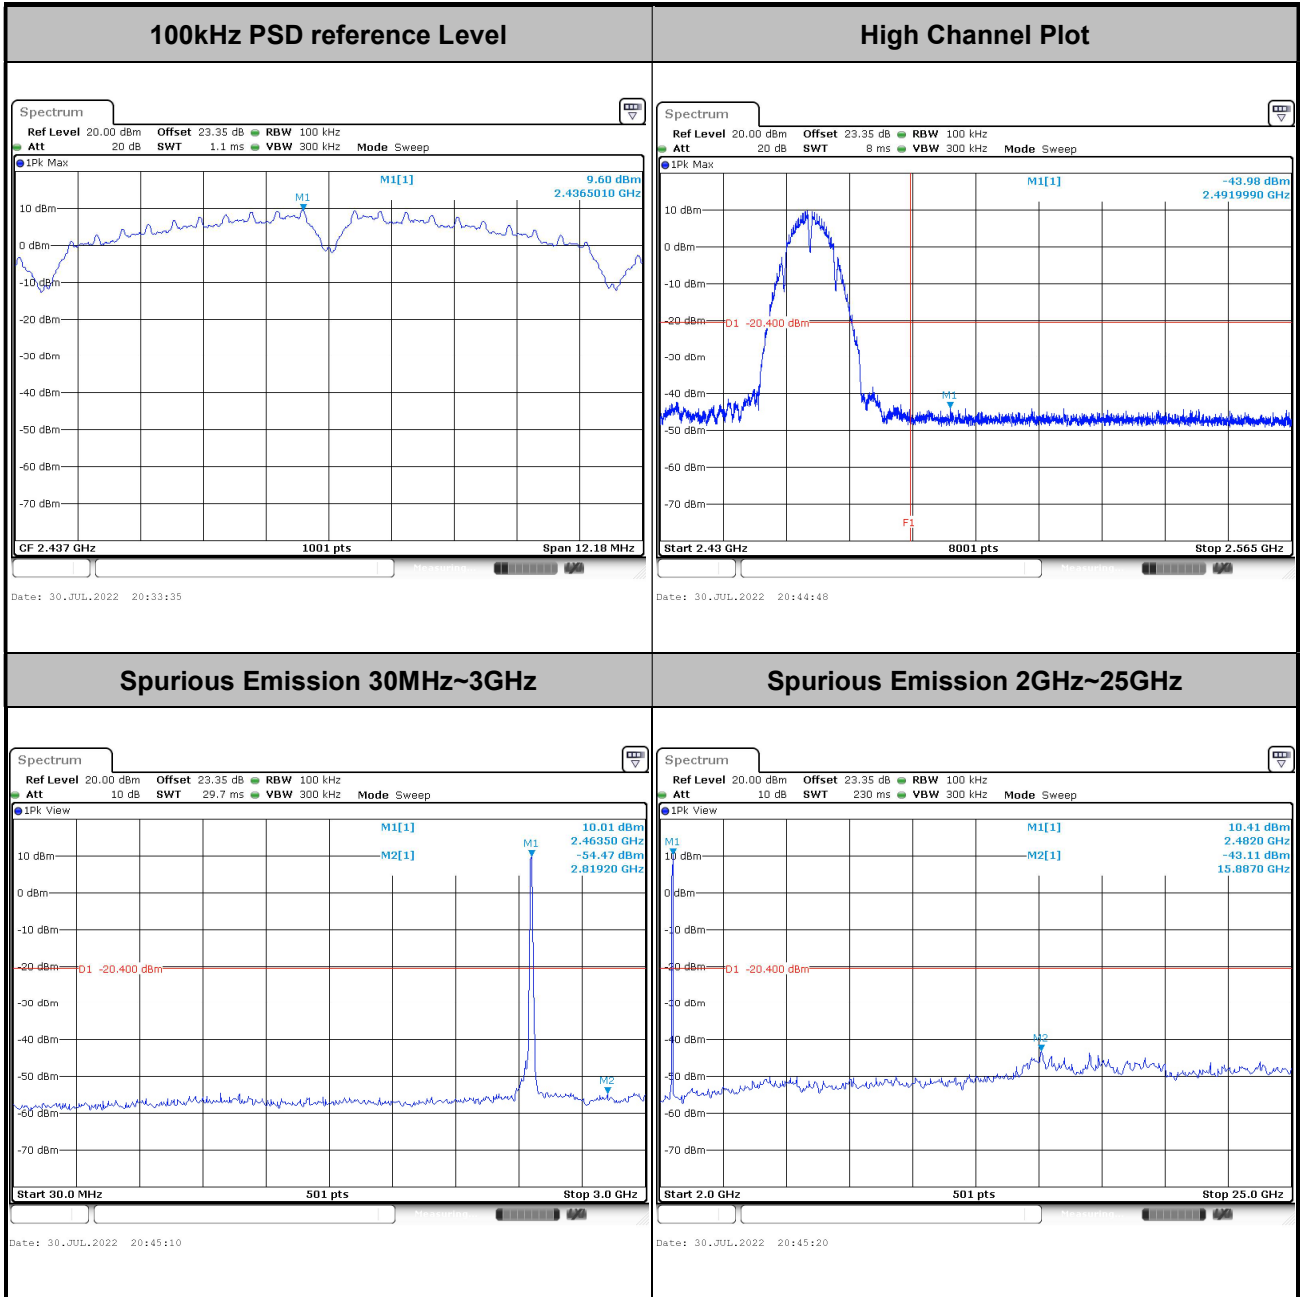 100kHz PSD reference Level
Spectrum
Ref Level 20.00 dBm Offset 23.35 dB RBW 100 kHz
Att 20 dB SWT 1.1 ms VBW 300 kHz Mode Sweep
1Pk Max
M1[1] 9.60 dBm
2.4365010 GHz
M1
10 dBm
0 dBm
-10 dBm
-20 dBm
-30 dBm
-40 dBm
-50 dBm
-60 dBm
-70 dBm
CF 2.437 GHz 1001 pts Span 12.18 MHz
Measuring
Date: 30.JUL.2022 20:33:35
High Channel Plot
Spectrum
Ref Level 20.00 dBm Offset 23.35 dB RBW 100 kHz
Att 20 dB SWT 8 ms VBW 300 kHz Mode Sweep
1Pk Max
M1[1] -43.98 dBm
2.4919990 GHz
10 dBm
0 dBm
-10 dBm
-20 dBm
D1 -20.400 dBm
-30 dBm
-40 dBm
M1
-50 dBm
-60 dBm
-70 dBm
F1
Start 2.43 GHz 8001 pts Stop 2.565 GHz
Measuring
Date: 30.JUL.2022 20:44:48
Spurious Emission 30MHz~3GHz
Spectrum
Ref Level 20.00 dBm Offset 23.35 dB RBW 100 kHz
Att 10 dB SWT 29.7 ms VBW 300 kHz Mode Sweep
1Pk View
M1[1] 10.01 dBm
2.46350 GHz
M1
M2[1] -54.47 dBm
2.81920 GHz
10 dBm
0 dBm
-10 dBm
-20 dBm
D1 -20.400 dBm
-30 dBm
-40 dBm
-50 dBm
M2
-60 dBm
-70 dBm
Start 30.0 MHz 501 pts Stop 3.0 GHz
Measuring
Date: 30.JUL.2022 20:45:10
Spurious Emission 2GHz~25GHz
Spectrum
Ref Level 20.00 dBm Offset 23.35 dB RBW 100 kHz
Att 10 dB SWT 230 ms VBW 300 kHz Mode Sweep
1Pk View
M1[1] 10.41 dBm
2.4820 GHz
M1
M2[1] -43.11 dBm
15.8870 GHz
10 dBm
0 dBm
-10 dBm
-20 dBm
D1 -20.400 dBm
-30 dBm
-40 dBm
M2
-50 dBm
-60 dBm
-70 dBm
Start 2.0 GHz 501 pts Stop 25.0 GHz
Measuring
Date: 30.JUL.2022 20:45:20